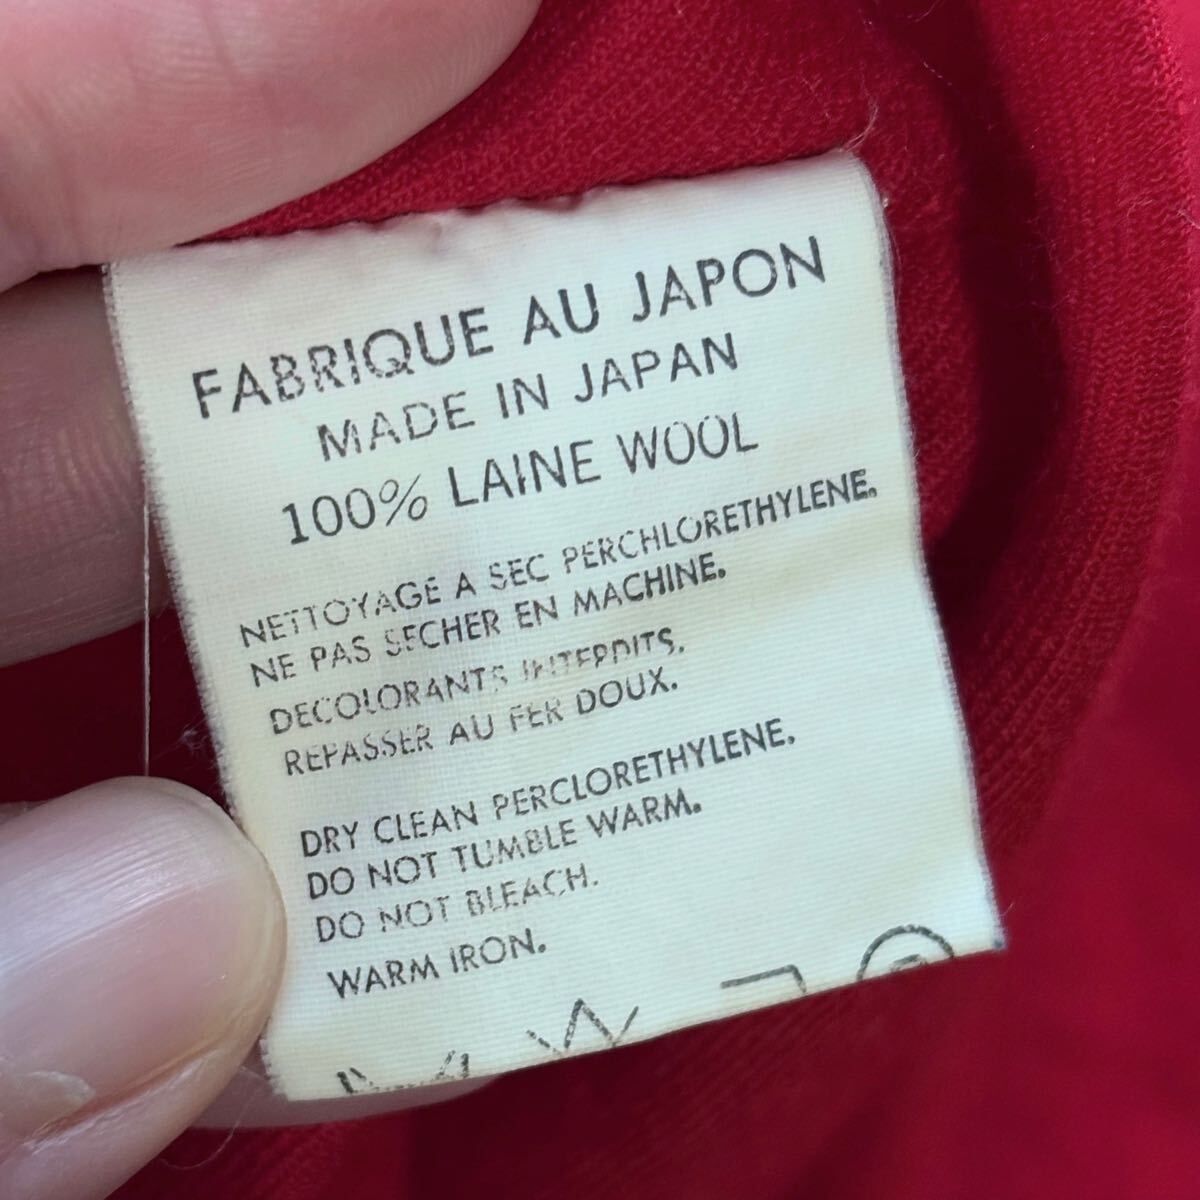 FABRIQUE AU JAPON
MADE IN JAPAN
100% LAINE WOOL
NETTOYAGE A SEC PERCHLORETHYLENE.
NE PAS SECHER EN MACHINE.
DECOLORANTS INTERDITS.
REPASSER AU FER DOUX.
DRY CLEAN PERCLORETHYLENE.
DO NOT TUMBLE WARM.
DO NOT BLEACH.
WARM IRON.